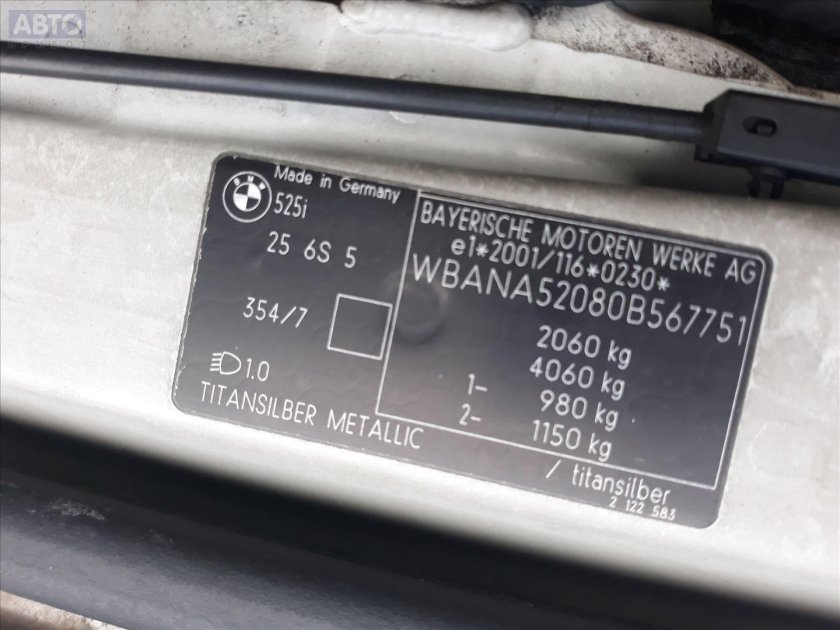 АВТО
Made in Germany
BMW
525i
25 6S 5
354/7
1.0
TITANSILBER METALLIC
BAYERISCHE MOTOREN WERKE AG
e1*2001/116*0230*
WBANA52080B567751
2060 kg
4060 kg
1- 980 kg
2- 1150 kg
/ titansilber
2 122 583